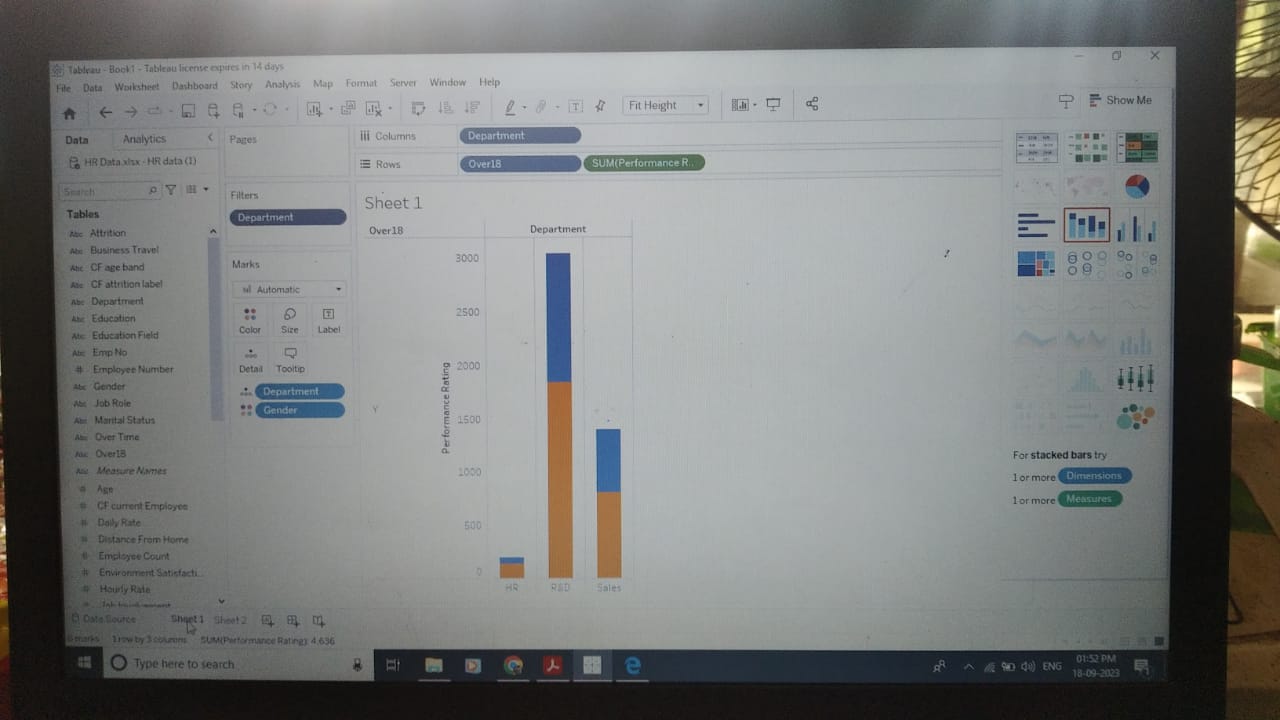 Tableau - Book1 - Tableau license expires in 14 days
File Data Worksheet Dashboard Story Analysis Map Format Server Window Help
Fit Height
Show Me
Data Analytics
HR Data.xlsx - HR data (1)
Search
Tables
Abc Attrition
Abc Business Travel
Abc CF age band
Abc CF attrition label
Abc Department
Abc Education
Abc Education Field
Abc Emp No
# Employee Number
Abc Gender
Abc Job Role
Abc Marital Status
Abc Over Time
Abc Over18
Abc Measure Names
# Age
# CF current Employee
# Daily Rate
# Distance From Home
# Employee Count
# Environment Satisfacti..
# Hourly Rate
Pages
Filters
Department
Marks
Automatic
Color Size Label
Detail Tooltip
Department
Gender
Columns Department
Rows Over18 SUM(Performance R..
Sheet 1
Over18 Department
Y
Performance Rating
3000
2500
2000
1500
1000
500
0
HR R&D Sales
For stacked bars try
1 or more Dimensions
1 or more Measures
Data Source Sheet 1 Sheet 2
6 marks 1 row by 3 columns SUM(Performance Rating): 4,636
Type here to search
ENG
01:52 PM
18-09-2023